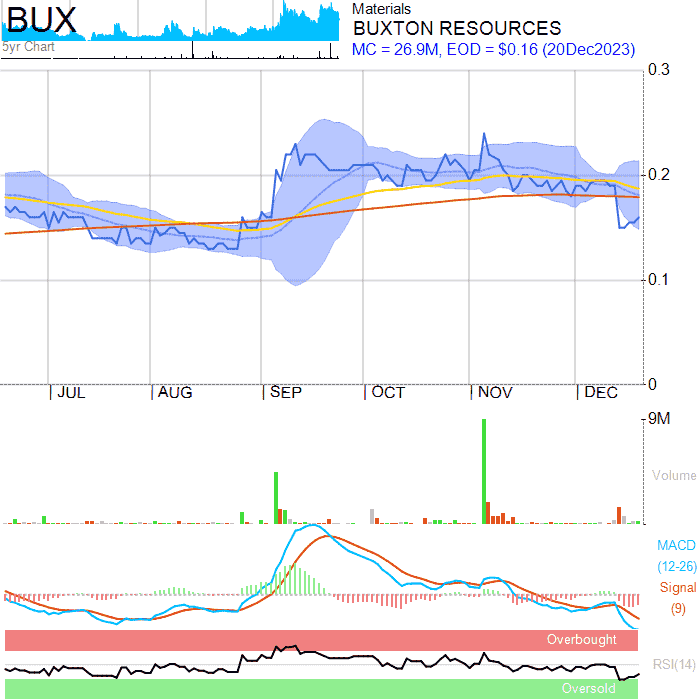 BUX
5yr Chart
Materials
BUXTON RESOURCES
MC = 26.9M, EOD = $0.16 (20Dec2023)
0.3
0.2
0.1
0
JUL
AUG
SEP
OCT
NOV
DEC
9M
Volume
MACD
(12-26)
Signal
(9)
Overbought
RSI(14)
Oversold